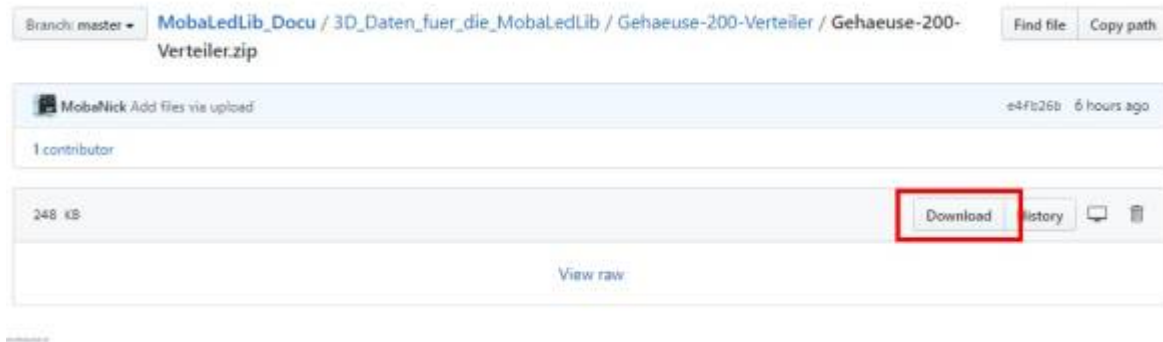 Branch: master MobaLedLib_Docu / 3D_Daten_fuer_die_MobaLedLib / Gehaeuse-200-Verteiler / Gehaeuse-200- Find file Copy path
Verteiler.zip
MobaNick Add files via upload e4fb26b 6 hours ago
1 contributor
248 KB Download History
View raw